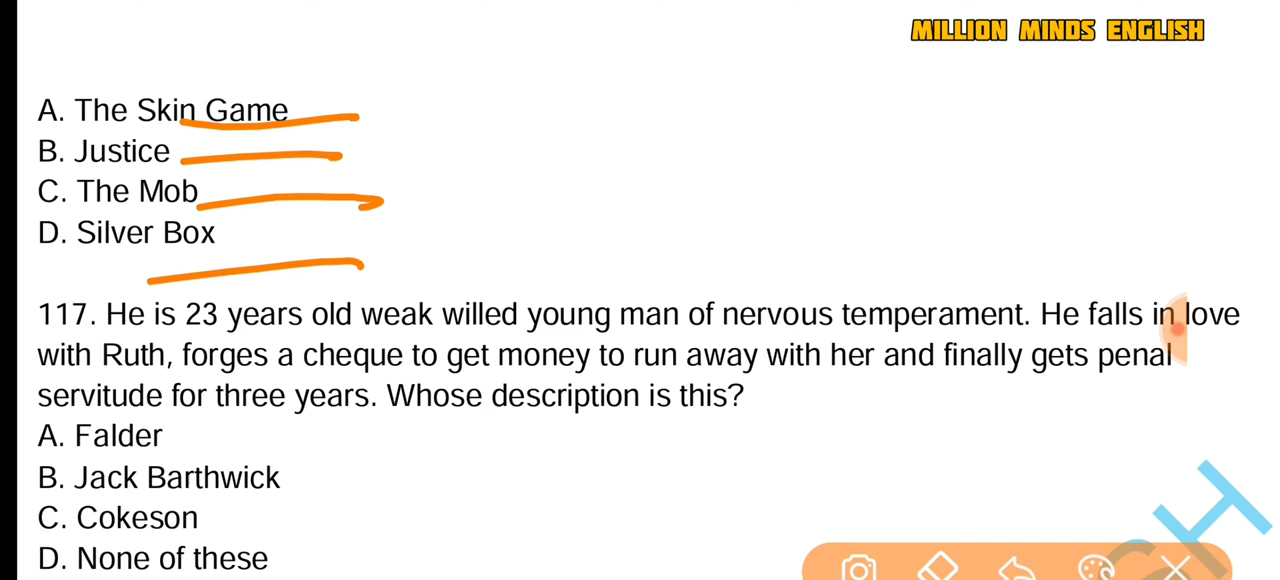 MILLION MINDS ENGLISH
A. The Skin Game
B. Justice
C. The Mob
D. Silver Box
117. He is 23 years old weak willed young man of nervous temperament. He falls in love
with Ruth, forges a cheque to get money to run away with her and finally gets penal
servitude for three years. Whose description is this?
A. Falder
B. Jack Barthwick
C. Cokeson
D. None of these